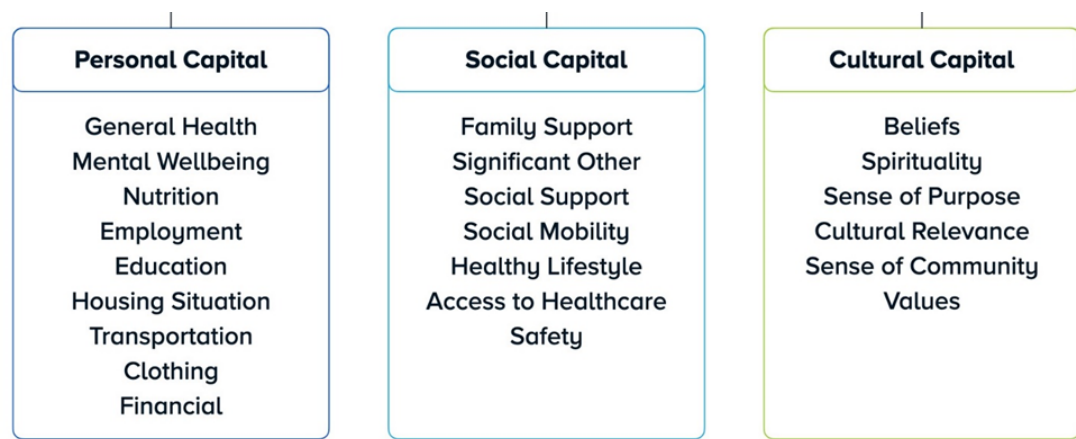 Personal Capital
General Health
Mental Wellbeing
Nutrition
Employment
Education
Housing Situation
Transportation
Clothing
Financial
Social Capital
Family Support
Significant Other
Social Support
Social Mobility
Healthy Lifestyle
Access to Healthcare
Safety
Cultural Capital
Beliefs
Spirituality
Sense of Purpose
Cultural Relevance
Sense of Community
Values